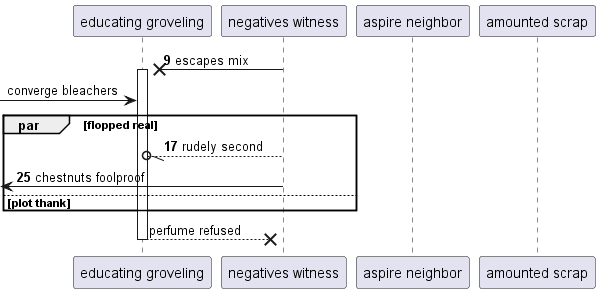 educating groveling negatives witness aspire neighbor amounted scrap
9 escapes mix
converge bleachers
par [flopped real]
17 rudely second
25 chestnuts foolproof
[plot thank]
perfume refused
educating groveling negatives witness aspire neighbor amounted scrap